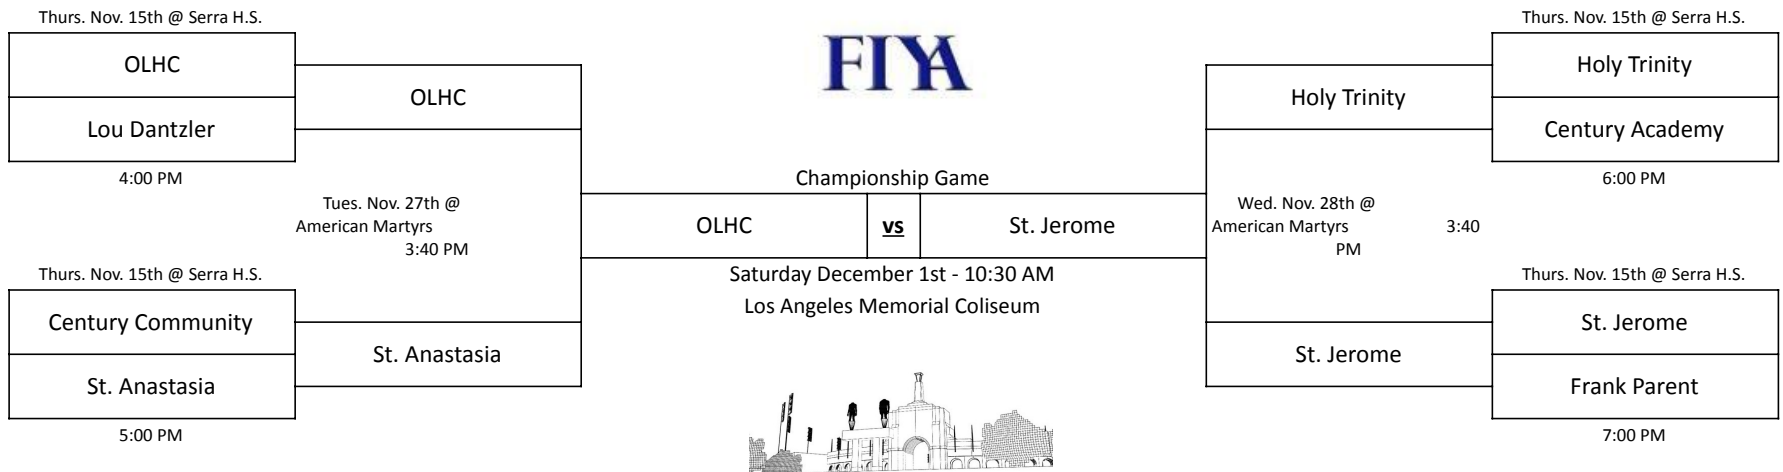 Thurs. Nov. 15th @ Serra H.S.
OLHC
Lou Dantzler
4:00 PM
OLHC
Tues. Nov. 27th @
American Martyrs
3:40 PM
Thurs. Nov. 15th @ Serra H.S.
Century Community
St. Anastasia
5:00 PM
St. Anastasia
FIYA
Championship Game
OLHC vs St. Jerome
Saturday December 1st - 10:30 AM
Los Angeles Memorial Coliseum
Holy Trinity
Wed. Nov. 28th @
American Martyrs 3:40
PM
St. Jerome
Thurs. Nov. 15th @ Serra H.S.
Holy Trinity
Century Academy
6:00 PM
Thurs. Nov. 15th @ Serra H.S.
St. Jerome
Frank Parent
7:00 PM